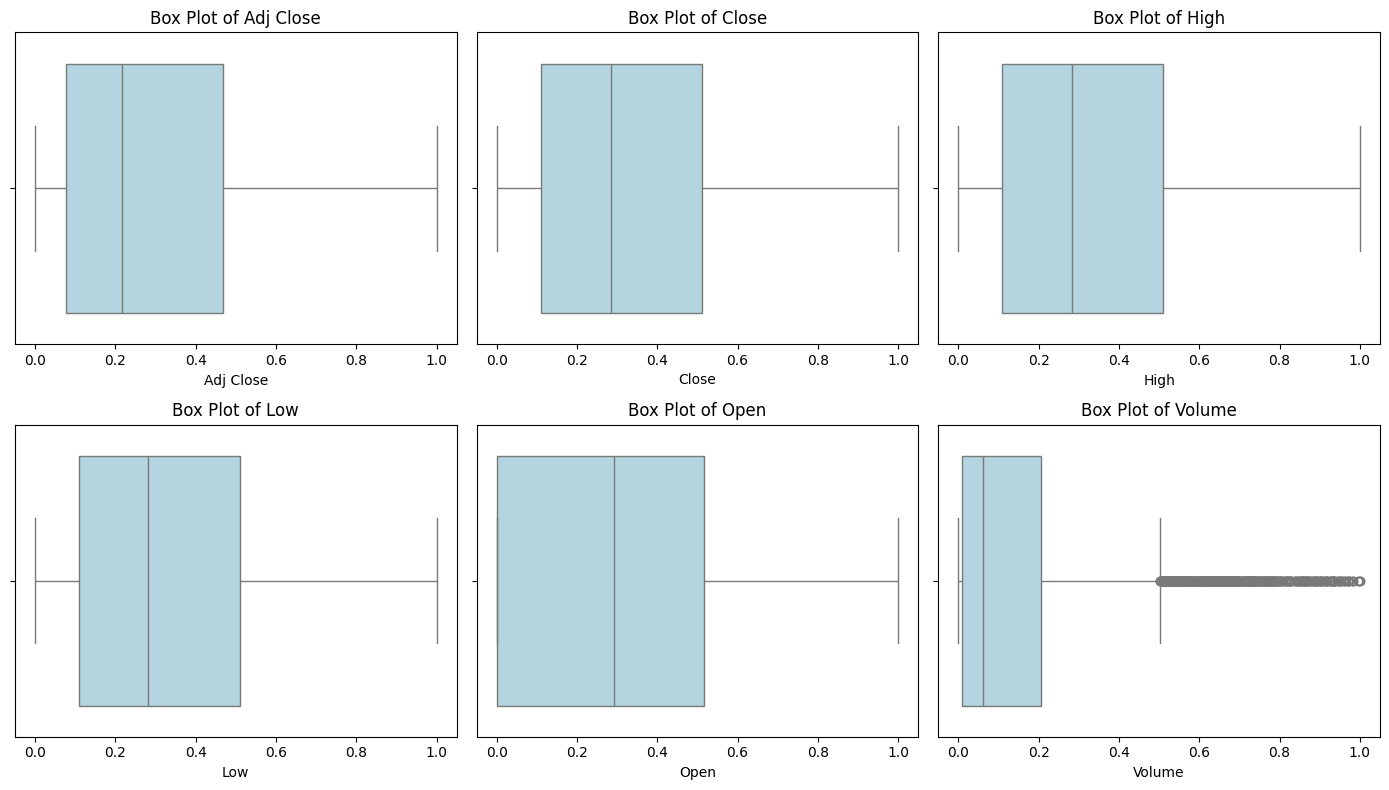 Box Plot of Adj Close
Box Plot of Close
Box Plot of High
0.0 0.2 0.4 0.6 0.8 1.0
0.0 0.2 0.4 0.6 0.8 1.0
0.0 0.2 0.4 0.6 0.8 1.0
Adj Close
Close
High
Box Plot of Low
Box Plot of Open
Box Plot of Volume
0.0 0.2 0.4 0.6 0.8 1.0
0.0 0.2 0.4 0.6 0.8 1.0
0.0 0.2 0.4 0.6 0.8 1.0
Low
Open
Volume